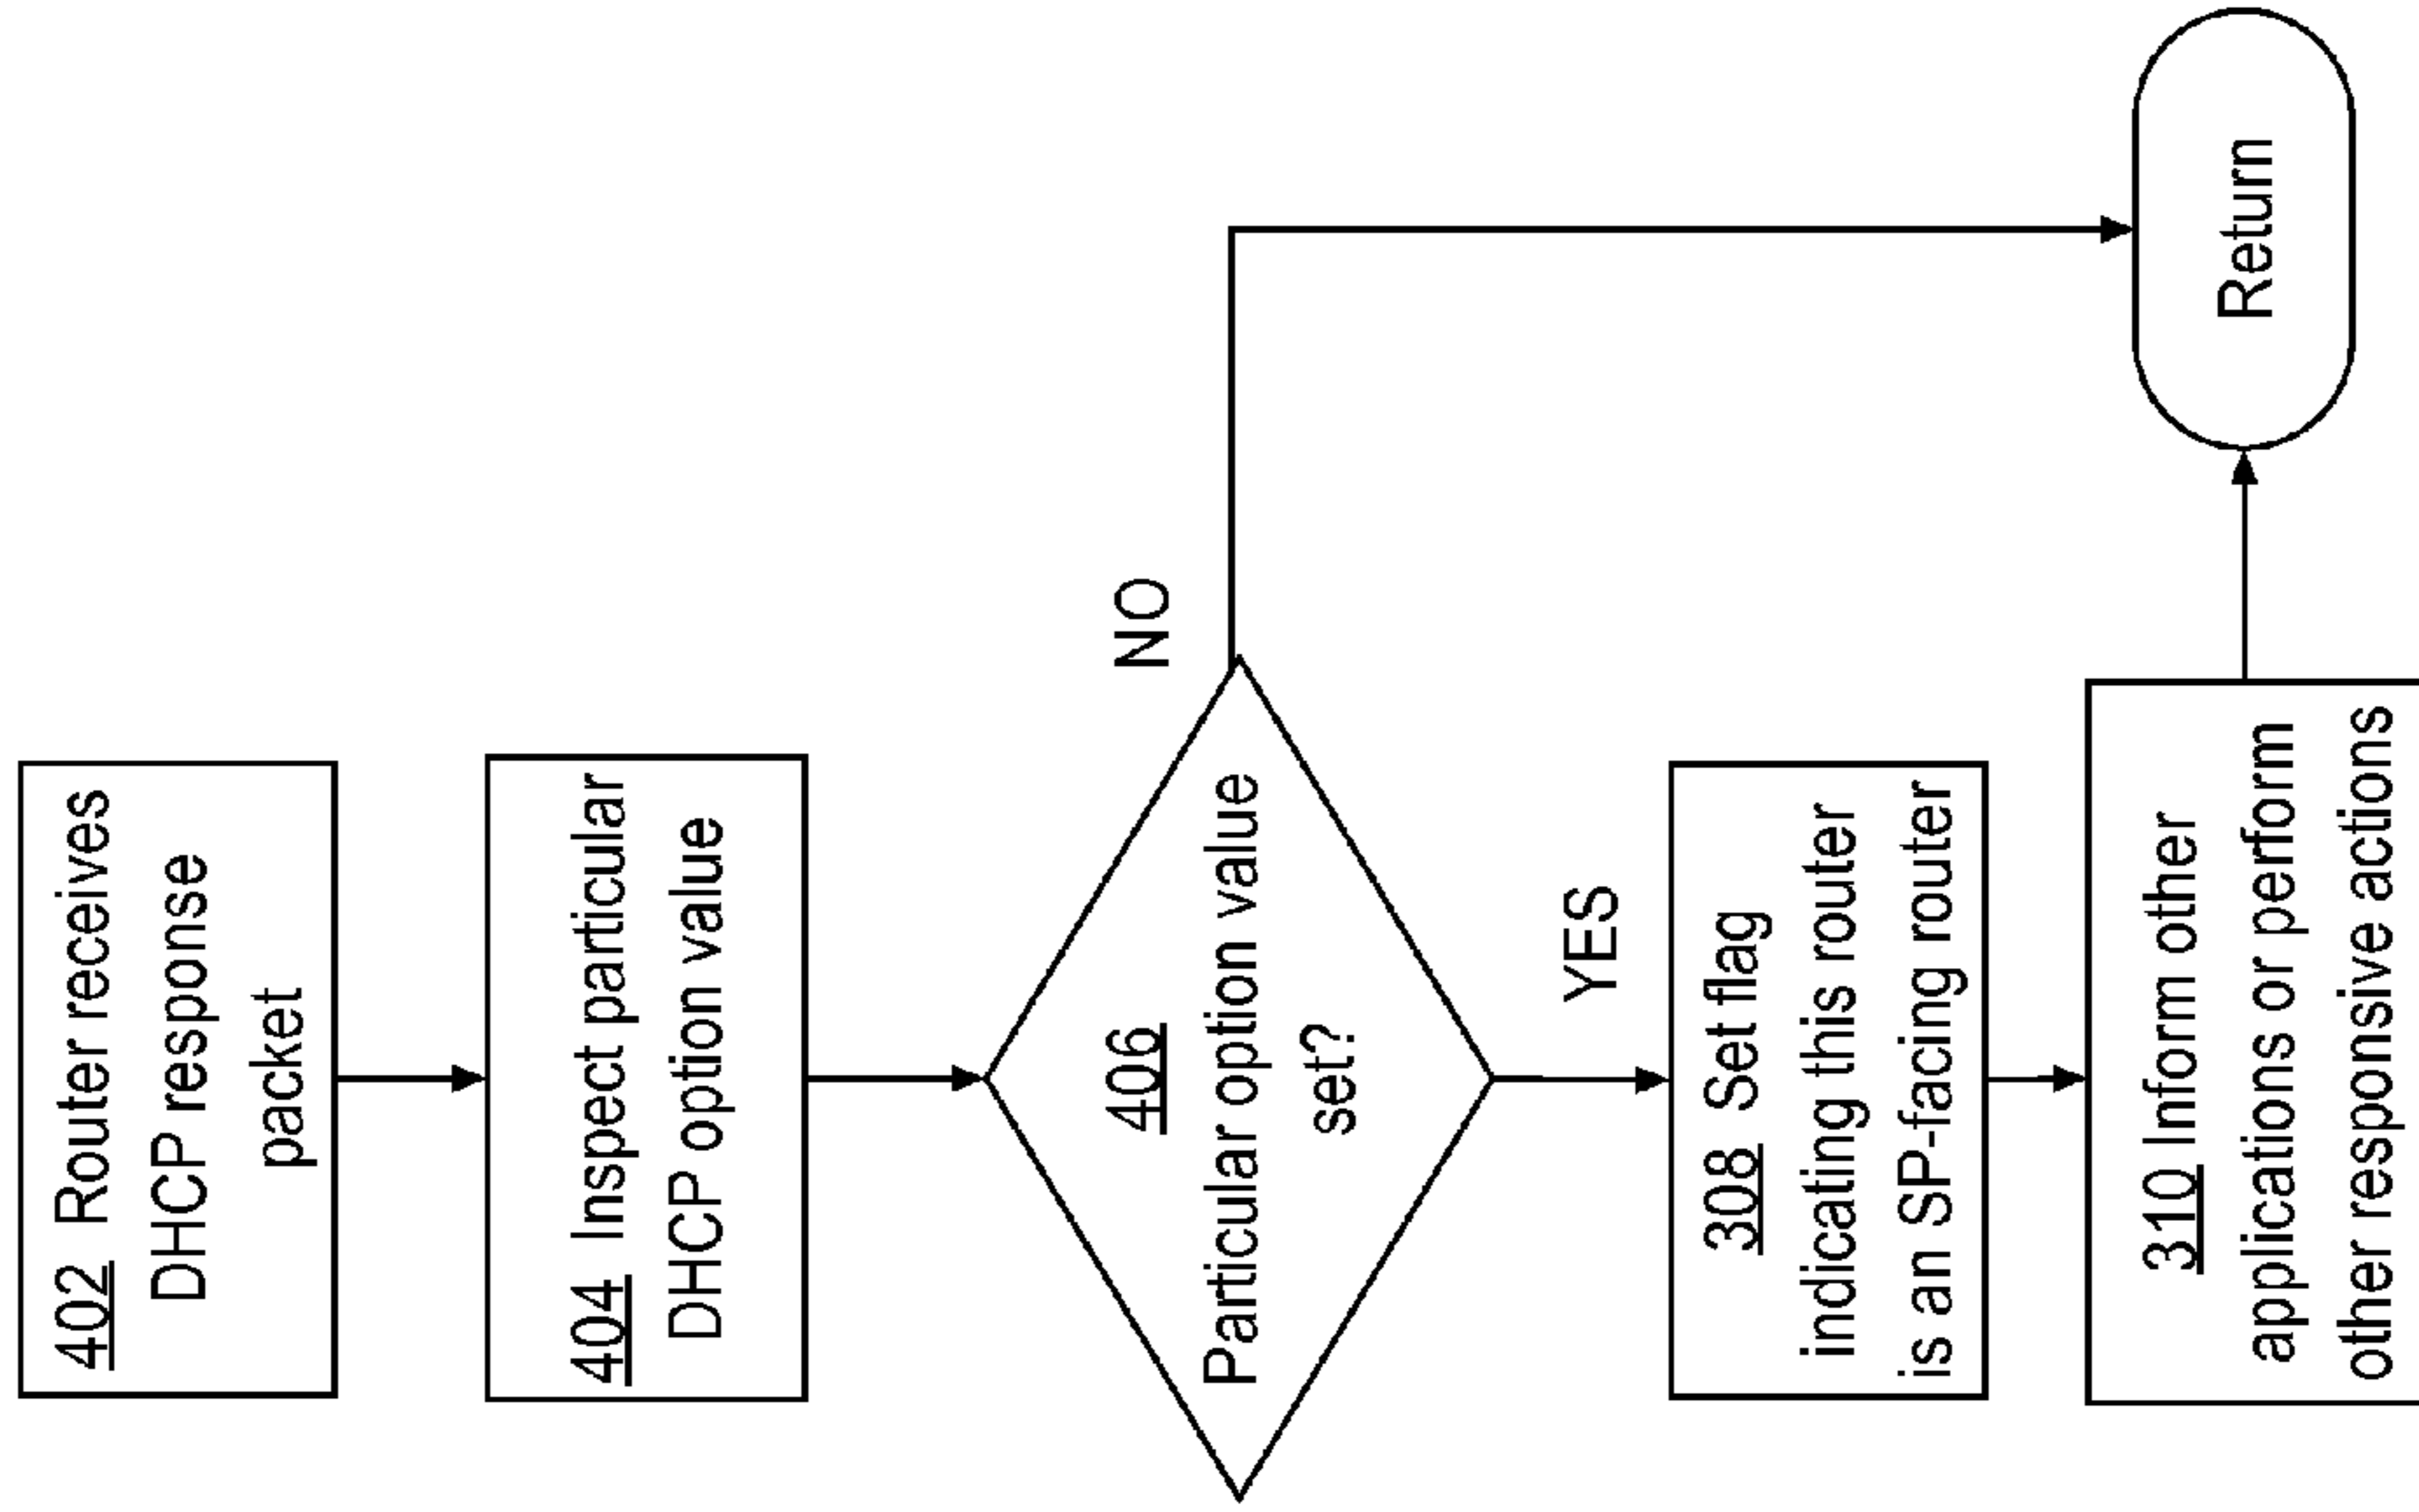 402 Router receives
DHCP response
packet
404 Inspect particular
DHCP option value
406
Particular option value
set?
NO
YES
308 Set flag
indicating this router
is an SP-facing router
310 Inform other
applications or perform
other responsive actions
Return